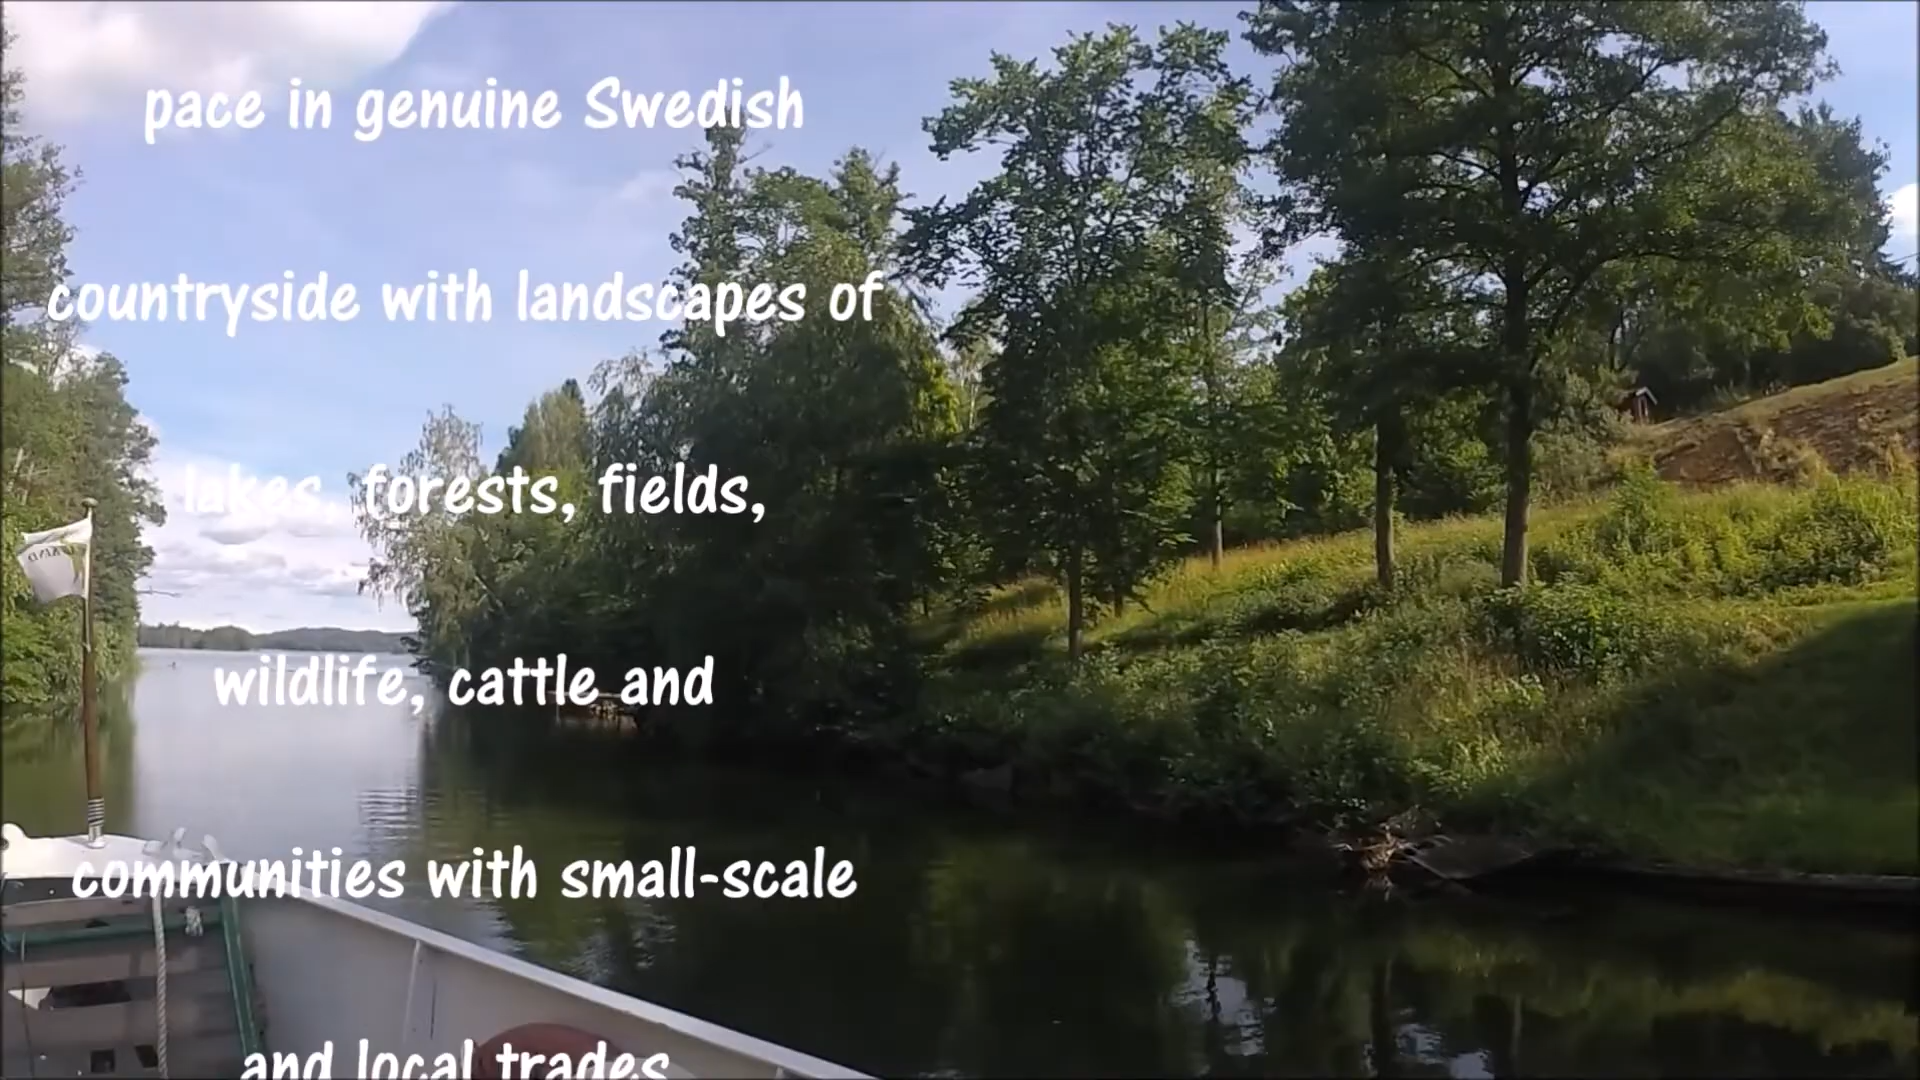 pace in genuine Swedish
countryside with landscapes of
lakes, forests, fields,
wildlife, cattle and
communities with small-scale
and local trades